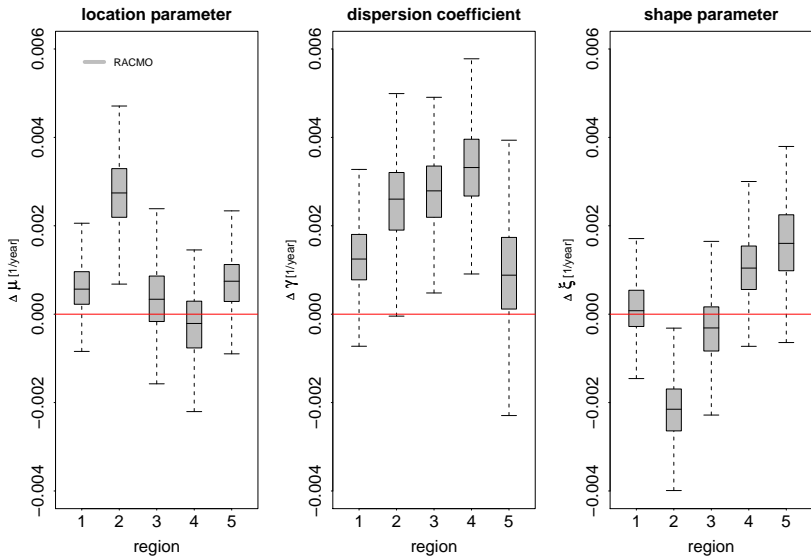 location parameter
Δ μ [1/year]
0.006
0.004
0.002
0.000
−0.002
−0.004
RACMO
1 2 3 4 5
region
dispersion coefficient
Δ γ [1/year]
0.006
0.004
0.002
0.000
−0.002
−0.004
1 2 3 4 5
region
shape parameter
Δ ξ [1/year]
0.006
0.004
0.002
0.000
−0.002
−0.004
1 2 3 4 5
region